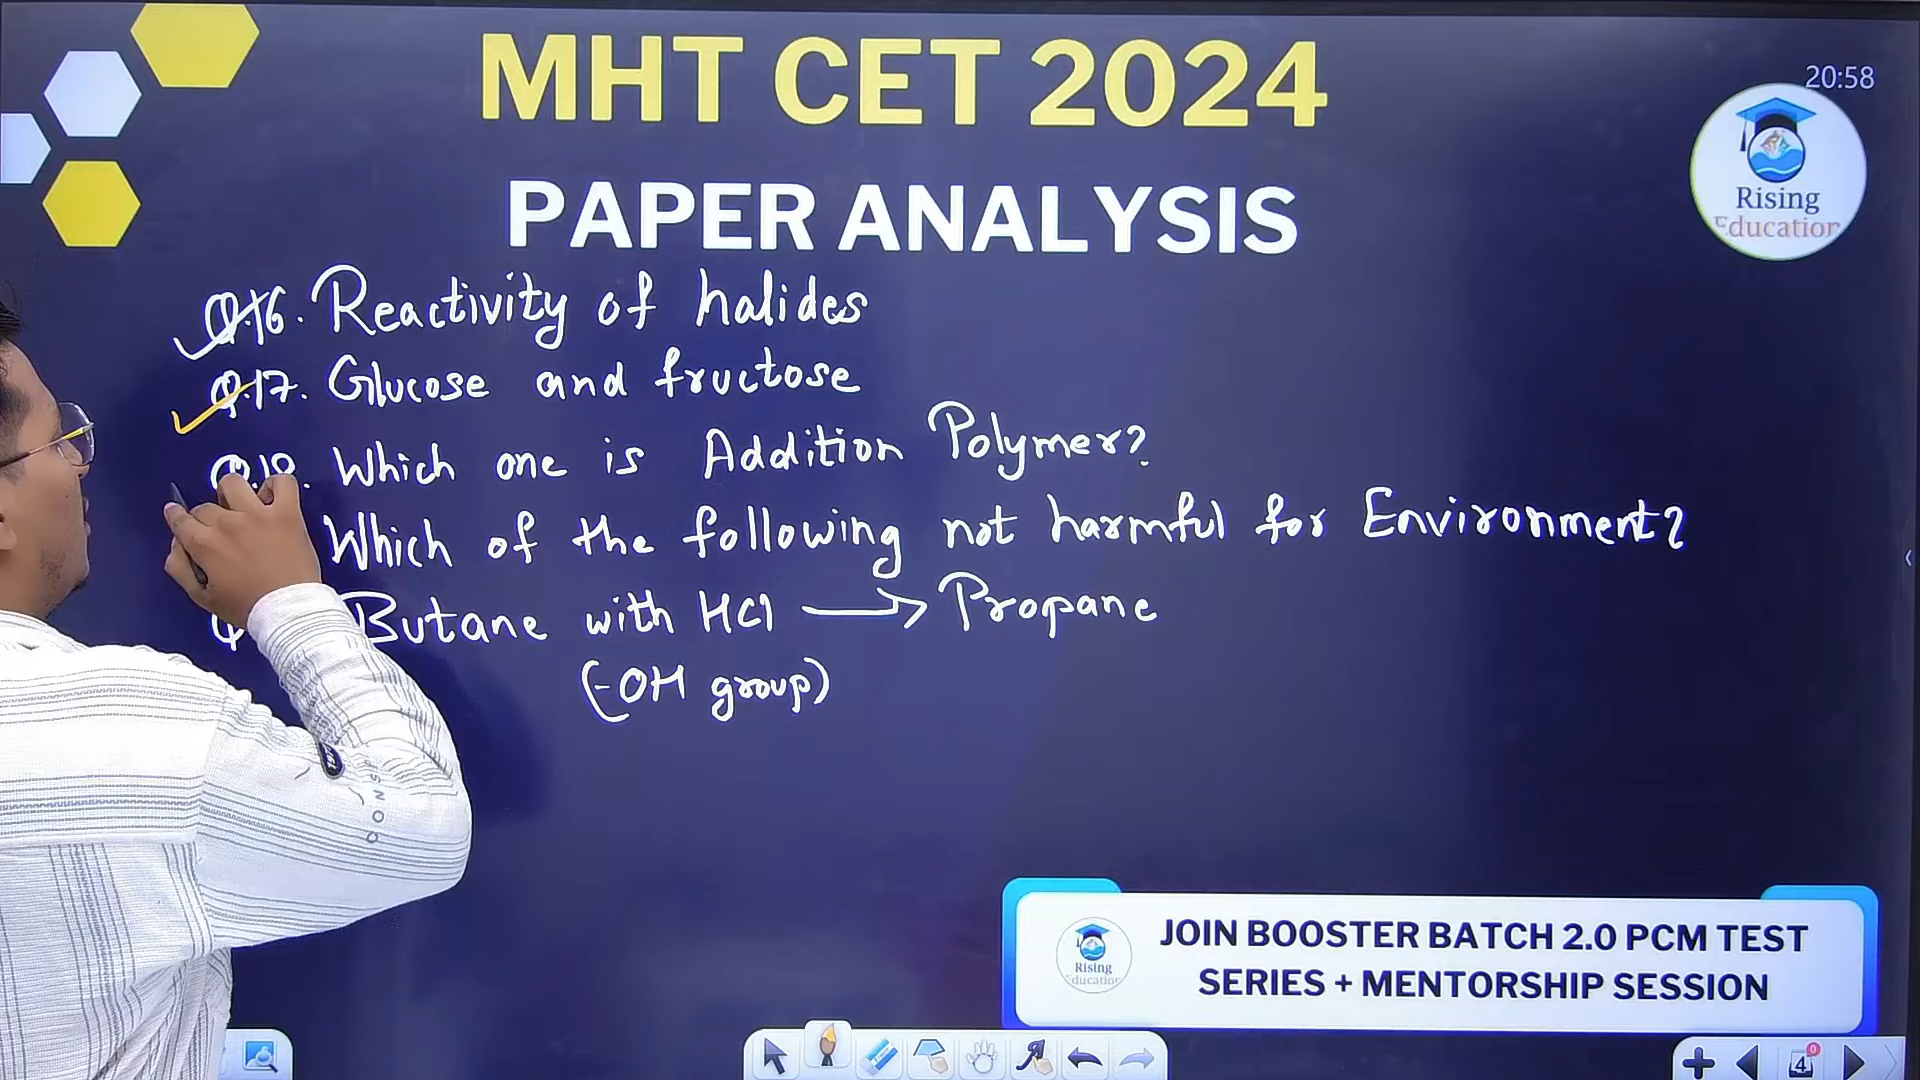 MHT CET 2024
20:58
PAPER ANALYSIS
Rising
Education
Q.16. Reactivity of halides
Q.17. Glucose and fructose
Q.18. Which one is Addition Polymer?
Which of the following not harmful for Environment?
Butane with HCl → Propane
(-OH group)
CONS
JOIN BOOSTER BATCH 2.0 PCM TEST
SERIES + MENTORSHIP SESSION
Rising
Education
4
0